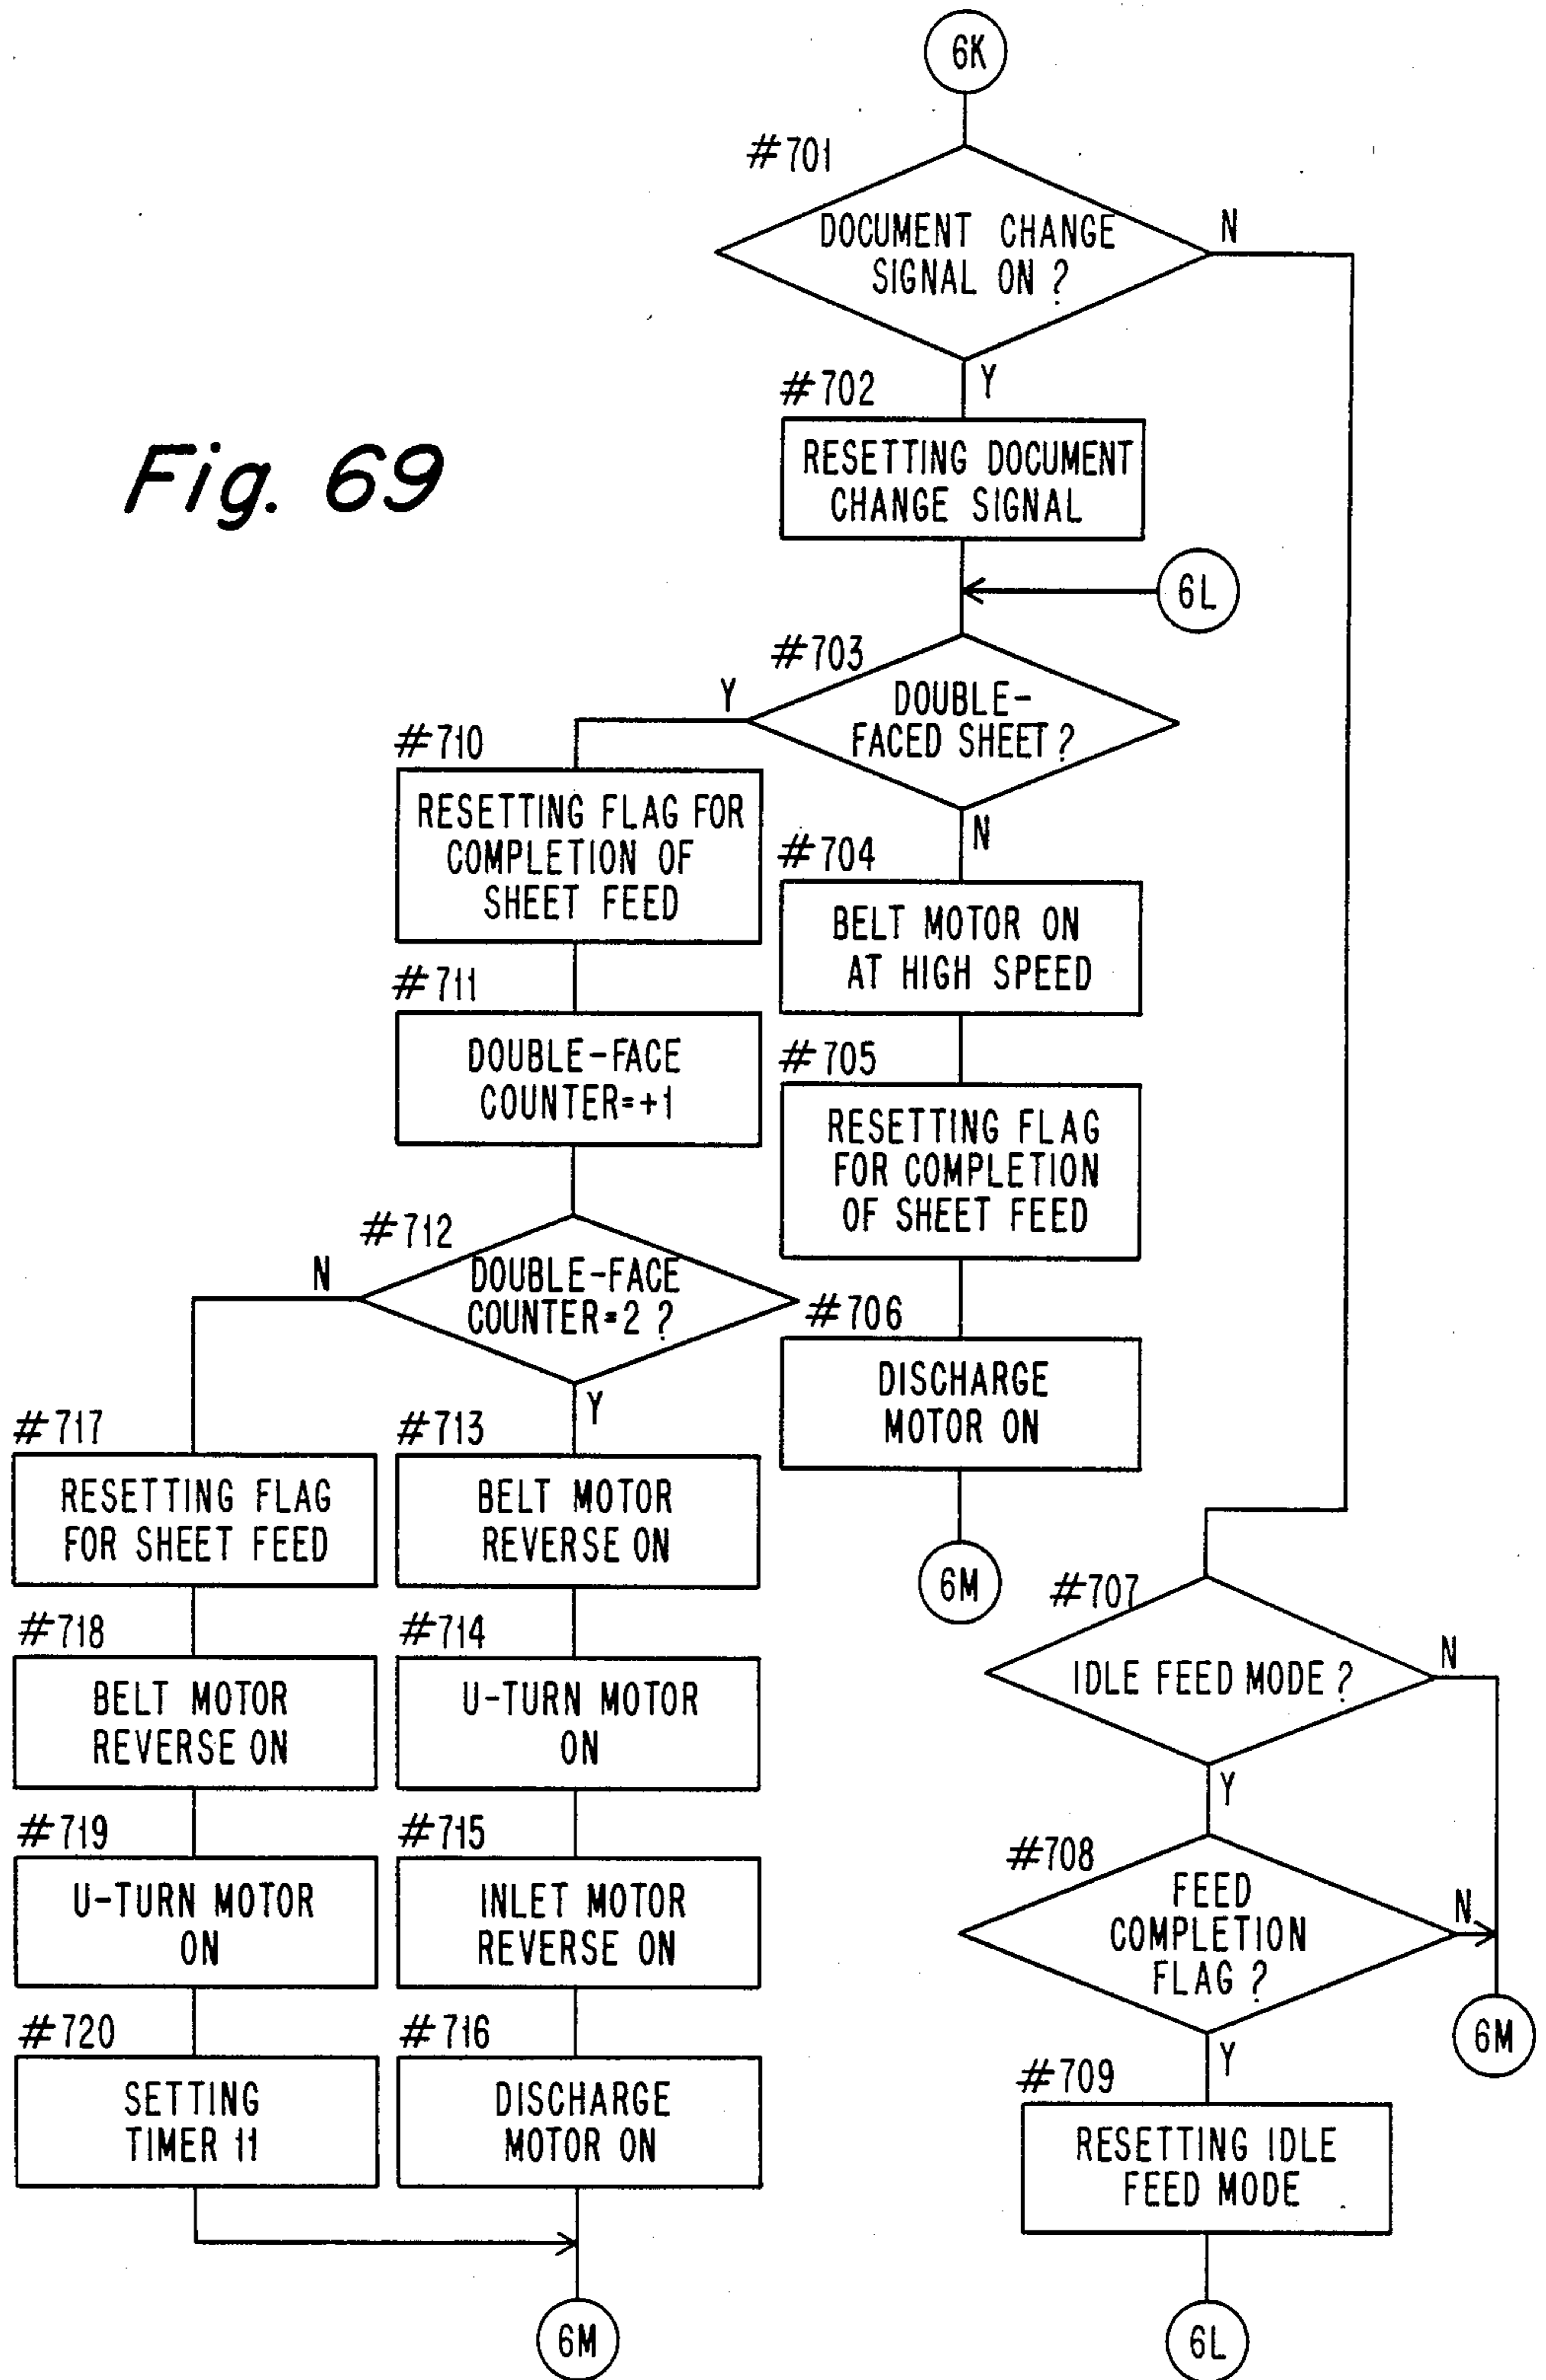 6K
#701
DOCUMENT CHANGE
SIGNAL ON ?
N
Y
#702
RESETTING DOCUMENT
CHANGE SIGNAL
Fig. 69
6L
#703
DOUBLE-
FACED SHEET ?
Y
N
#710
RESETTING FLAG FOR
COMPLETION OF
SHEET FEED
#704
BELT MOTOR ON
AT HIGH SPEED
#711
DOUBLE-FACE
COUNTER=+1
#705
RESETTING FLAG
FOR COMPLETION
OF SHEET FEED
#712
DOUBLE-FACE
COUNTER=2 ?
N
Y
#706
DISCHARGE
MOTOR ON
6M
#717
RESETTING FLAG
FOR SHEET FEED
#713
BELT MOTOR
REVERSE ON
#718
BELT MOTOR
REVERSE ON
#714
U-TURN MOTOR
ON
#719
U-TURN MOTOR
ON
#715
INLET MOTOR
REVERSE ON
#720
SETTING
TIMER 11
#716
DISCHARGE
MOTOR ON
6M
#707
IDLE FEED MODE ?
N
Y
#708
FEED
COMPLETION
FLAG ?
N
6M
Y
#709
RESETTING IDLE
FEED MODE
6L